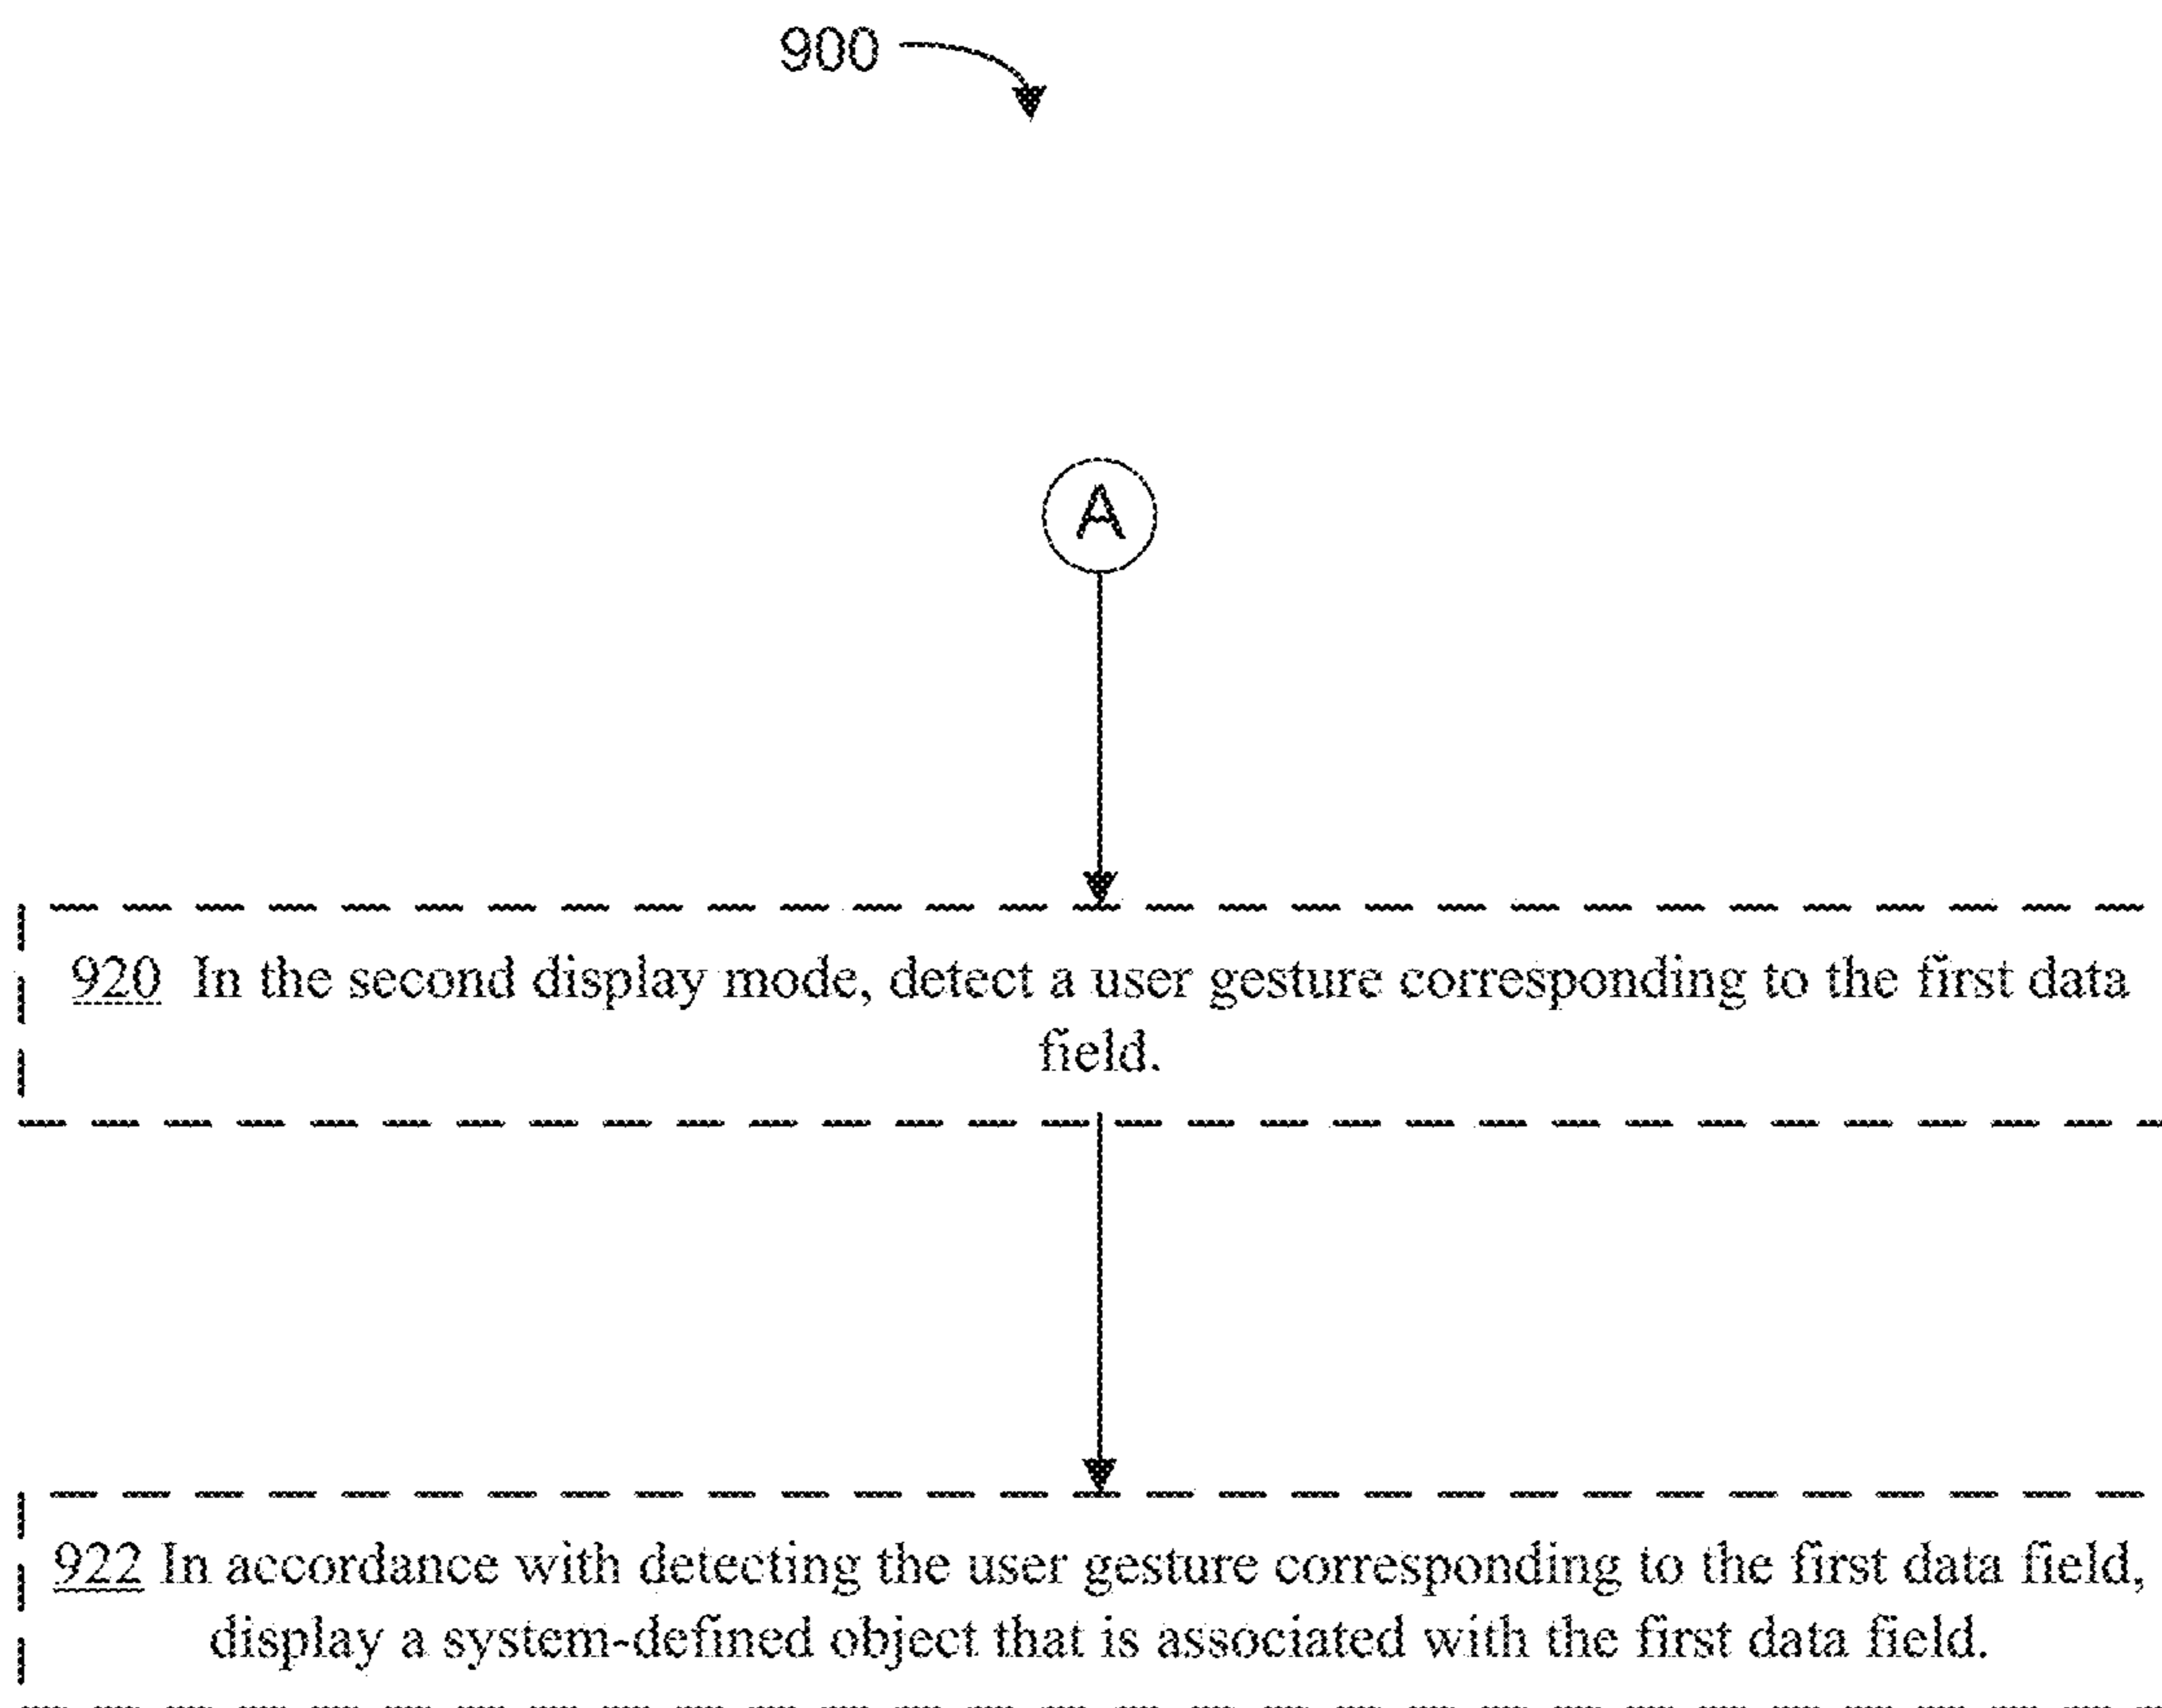 900
A
920 In the second display mode, detect a user gesture corresponding to the first data
field.
922 In accordance with detecting the user gesture corresponding to the first data field,
display a system-defined object that is associated with the first data field.